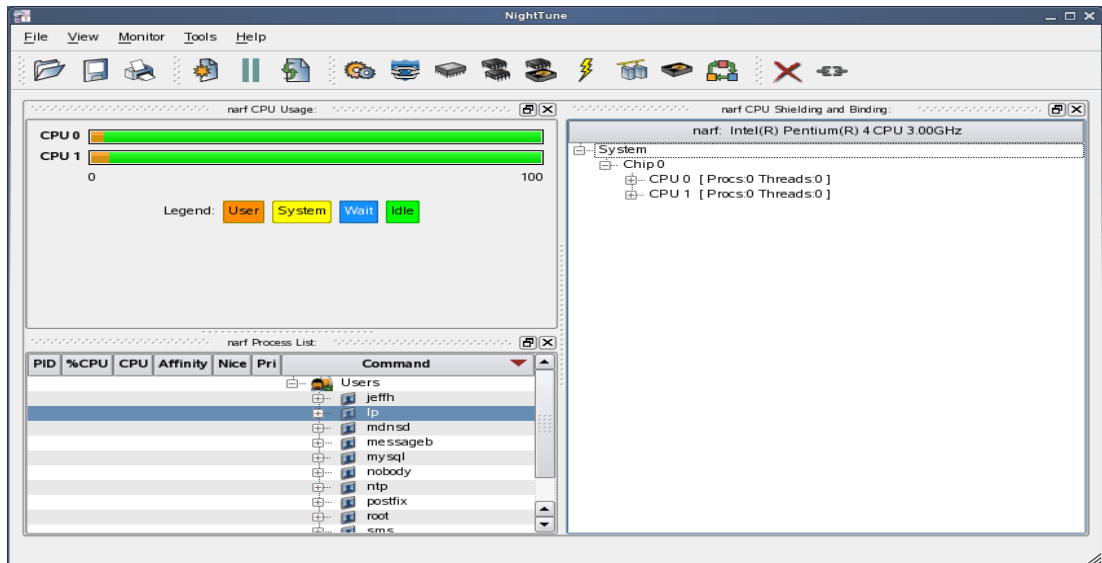 NightTune
File View Monitor Tools Help
narf CPU Usage:
CPU 0
CPU 1
0 100
Legend: User System Wait Idle
narf Process List:
PID %CPU CPU Affinity Nice Pri Command
Users
jeffh
lp
mdnsd
messageb
mysql
nobody
ntp
postfix
root
sms
narf CPU Shielding and Binding:
narf: Intel(R) Pentium(R) 4 CPU 3.00GHz
System
Chip 0
CPU 0 [ Procs:0 Threads:0 ]
CPU 1 [ Procs:0 Threads:0 ]